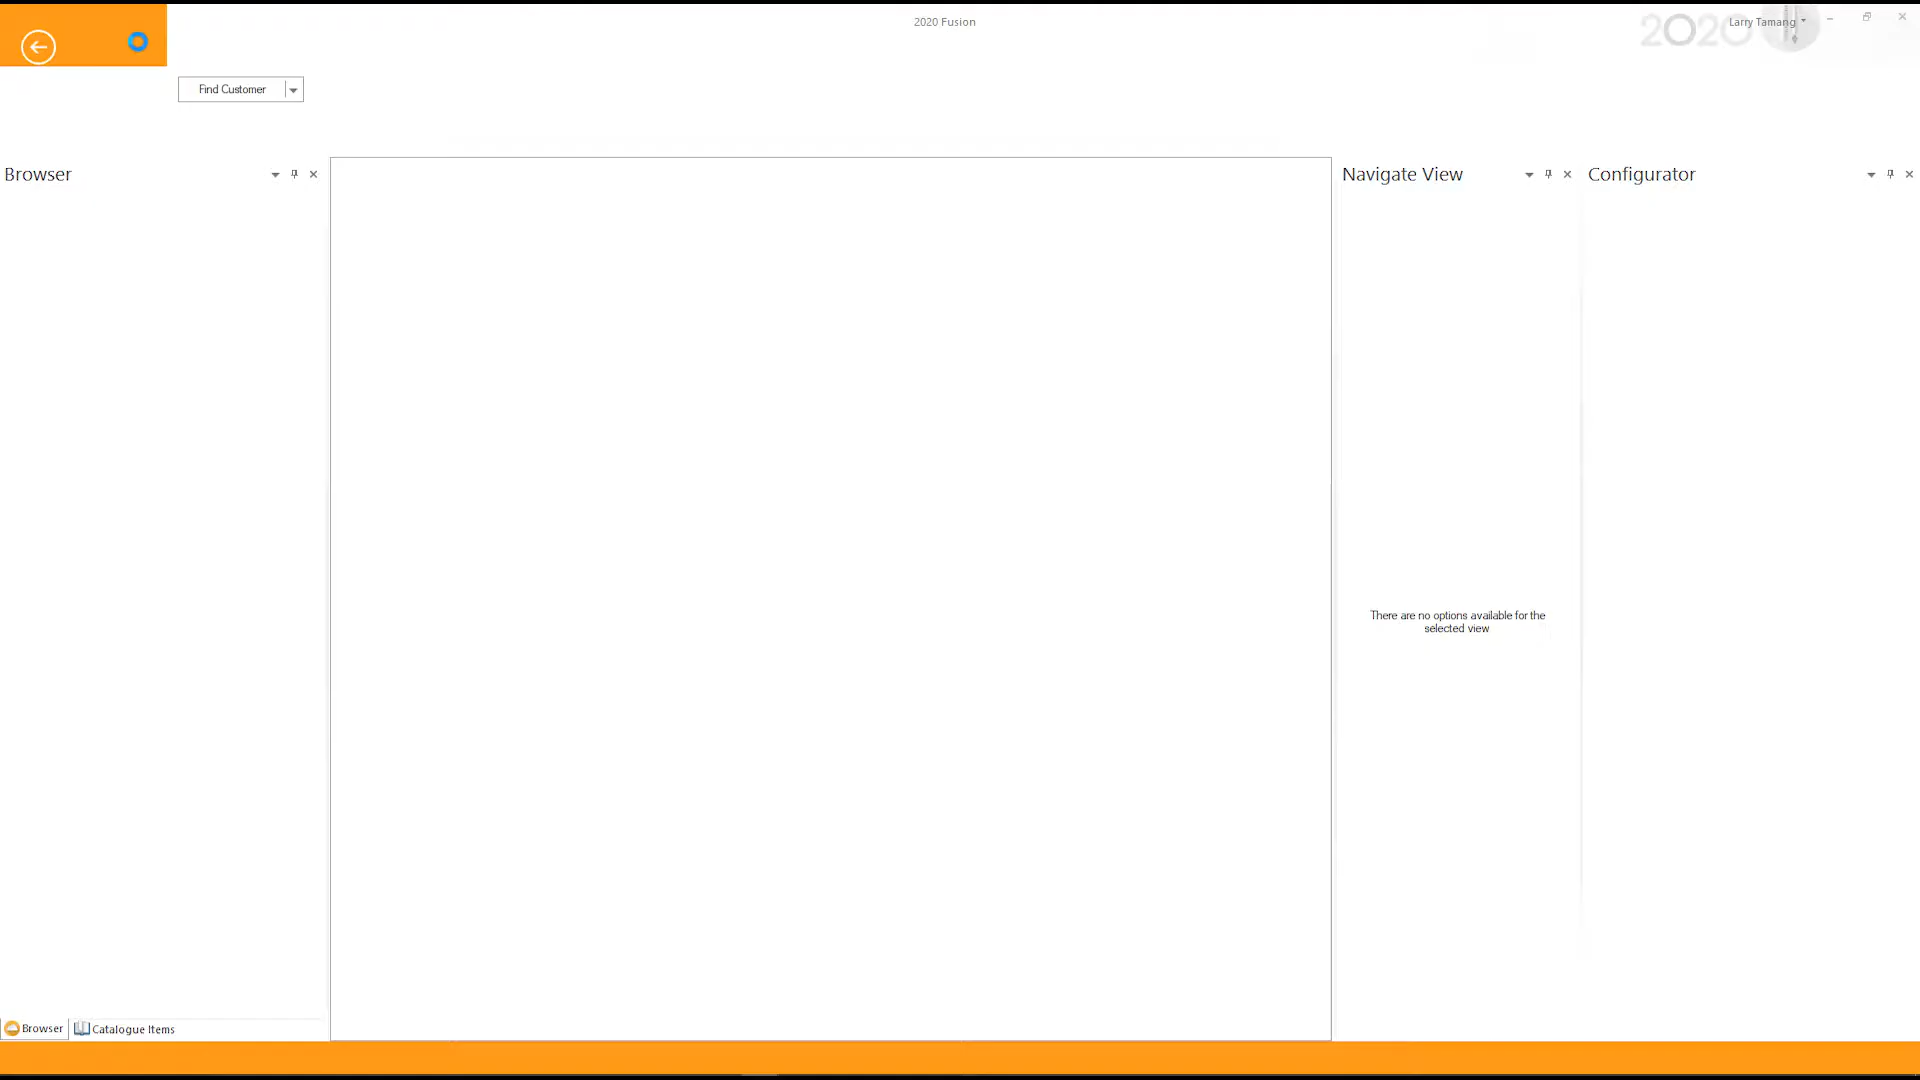 2020 Fusion
2020
Larry Tamang
Find Customer
Browser
Navigate View
Configurator
There are no options available for the
selected view
Browser
Catalogue Items